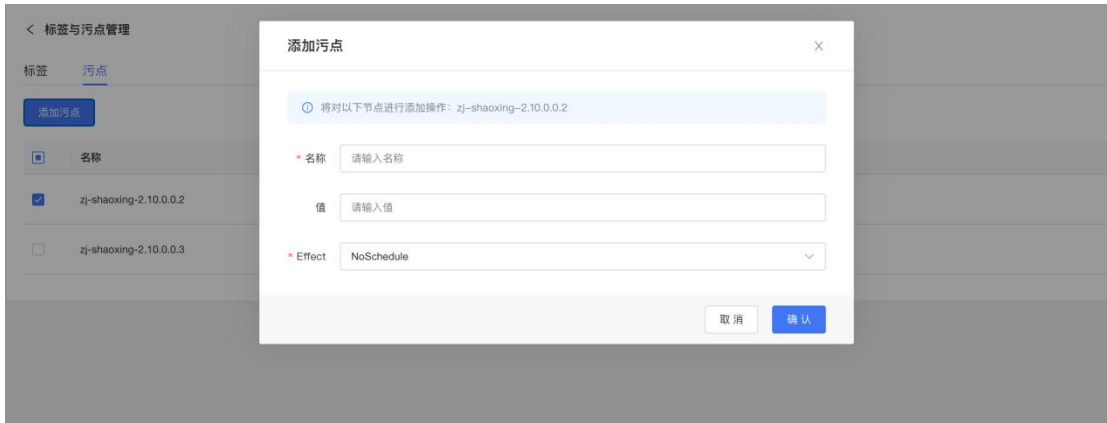 标签与污点管理
标签 污点
添加污点
名称
zj-shaoxing-2.10.0.0.2
zj-shaoxing-2.10.0.0.3
添加污点
将对以下节点进行添加操作：zj-shaoxing-2.10.0.0.2
* 名称 请输入名称
值 请输入值
* Effect NoSchedule
取消 确认